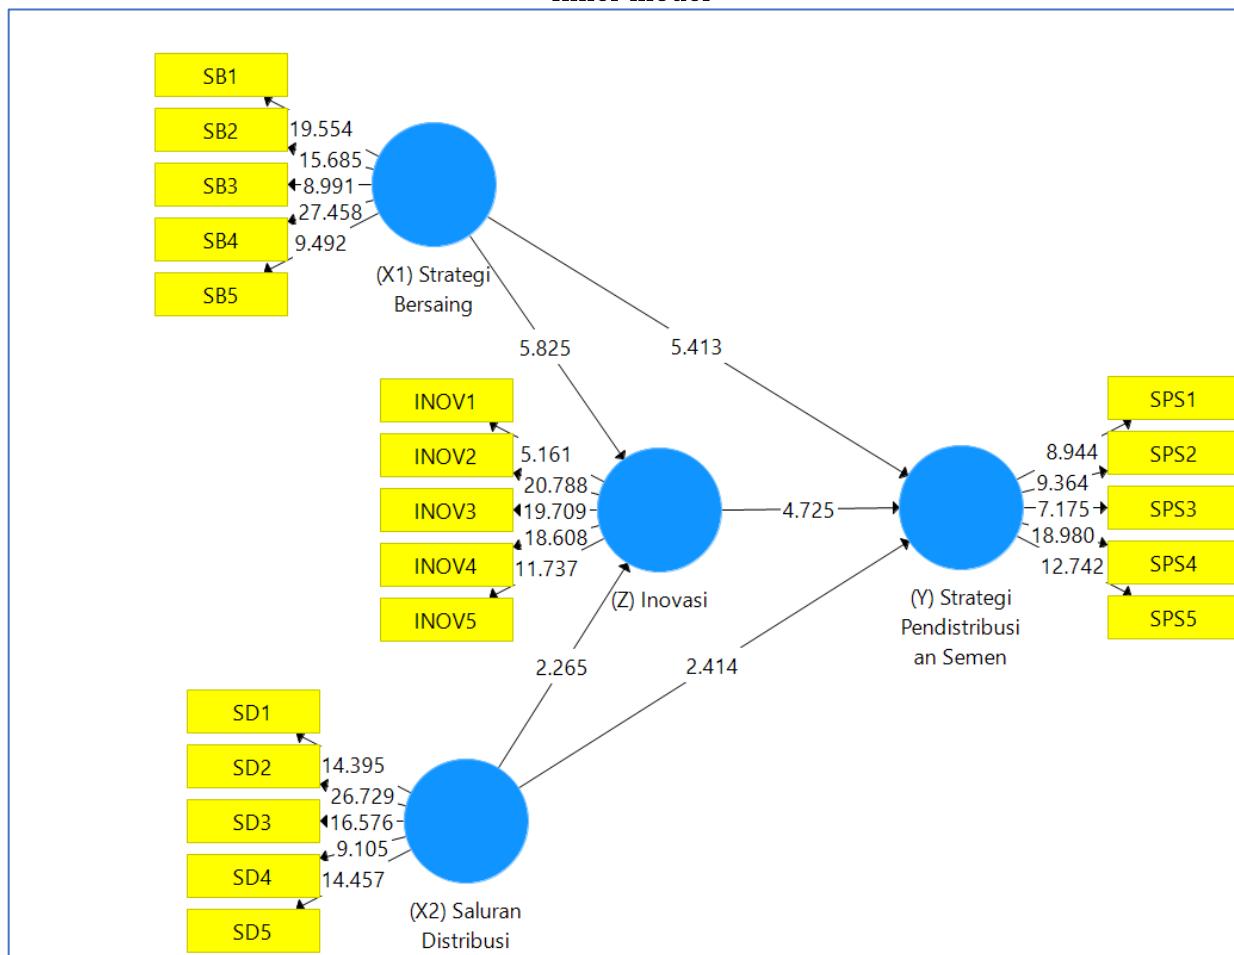 SB1
SB2
SB3
SB4
SB5
19.554
15.685
8.991
27.458
9.492
(X1) Strategi
Bersaing
5.825
5.413
INOV1
INOV2
INOV3
INOV4
INOV5
5.161
20.788
19.709
18.608
11.737
(Z) Inovasi
4.725
SPS1
SPS2
SPS3
SPS4
SPS5
8.944
9.364
7.175
18.980
12.742
(Y) Strategi
Pendistribusi
an Semen
2.265
2.414
SD1
SD2
SD3
SD4
SD5
14.395
26.729
16.576
9.105
14.457
(X2) Saluran
Distribusi